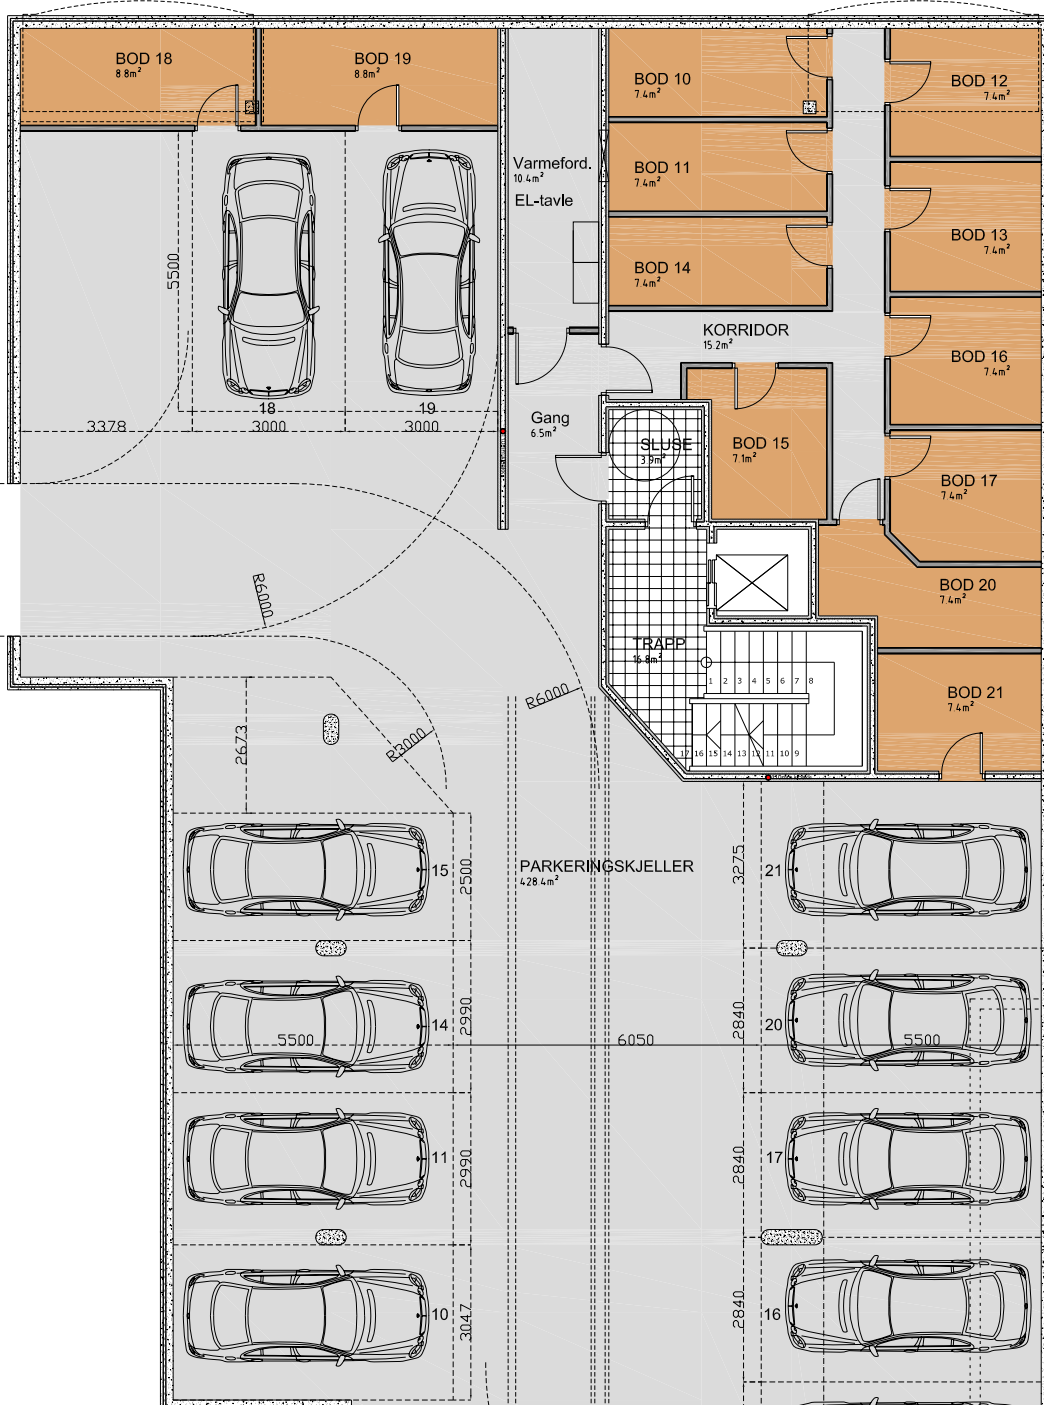 BOD 18
8.8m²
BOD 19
8.8m²
BOD 10
7.4m²
BOD 12
7.4m²
Varmeford.
10.4m²
EL-tavle
BOD 11
7.4m²
BOD 13
7.4m²
BOD 14
7.4m²
5500
KORRIDOR
15.2m²
BOD 16
7.4m²
18
19
3378
3000
3000
Gang
6.5m²
SLUSE
3.9m²
BOD 15
7.1m²
BOD 17
7.4m²
R6000
BOD 20
7.4m²
TRAPP
16.8m²
1 2 3 4 5 6 7 8
BOD 21
7.4m²
R6000
2673
R3000
17 16 15 14 13 12 11 10 9
15
2500
PARKERINGSKJELLER
428.4m²
3275
21
14
2990
2840
20
5500
6050
5500
11
2990
2840
17
10
3047
2840
16